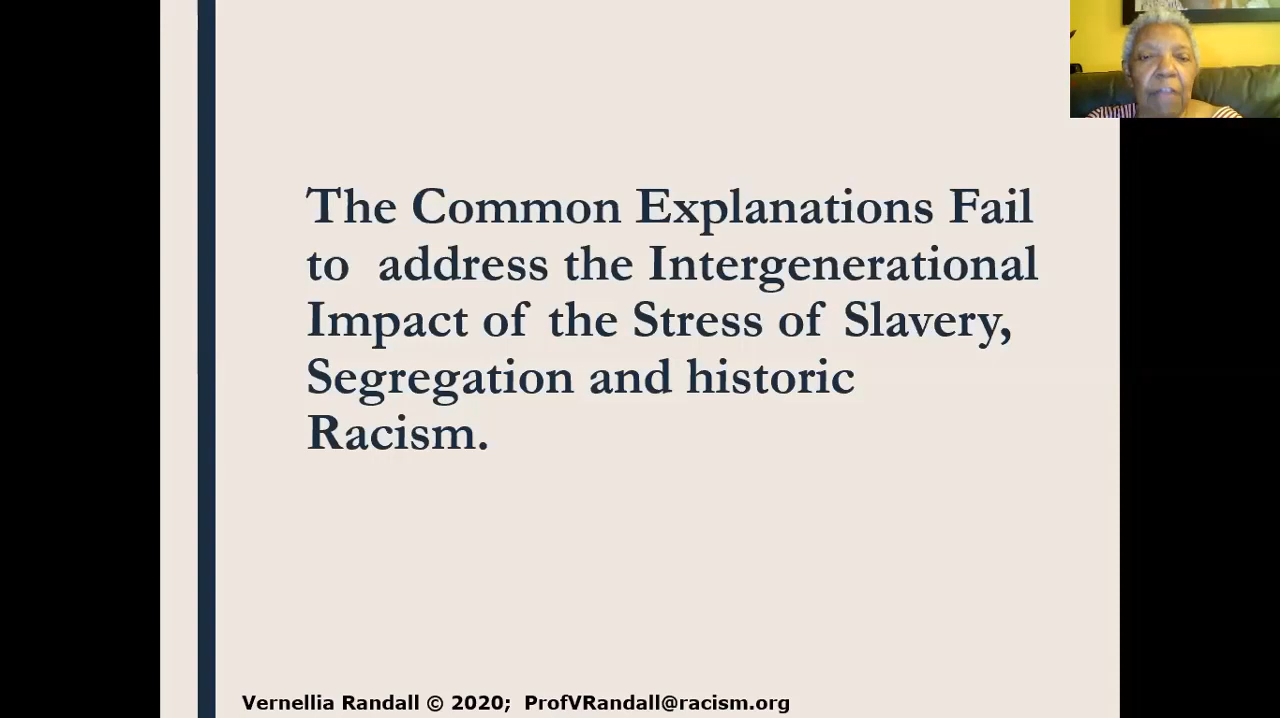 The Common Explanations Fail
to address the Intergenerational
Impact of the Stress of Slavery,
Segregation and historic
Racism.
Vernellia Randall © 2020; ProfVRandall@racism.org